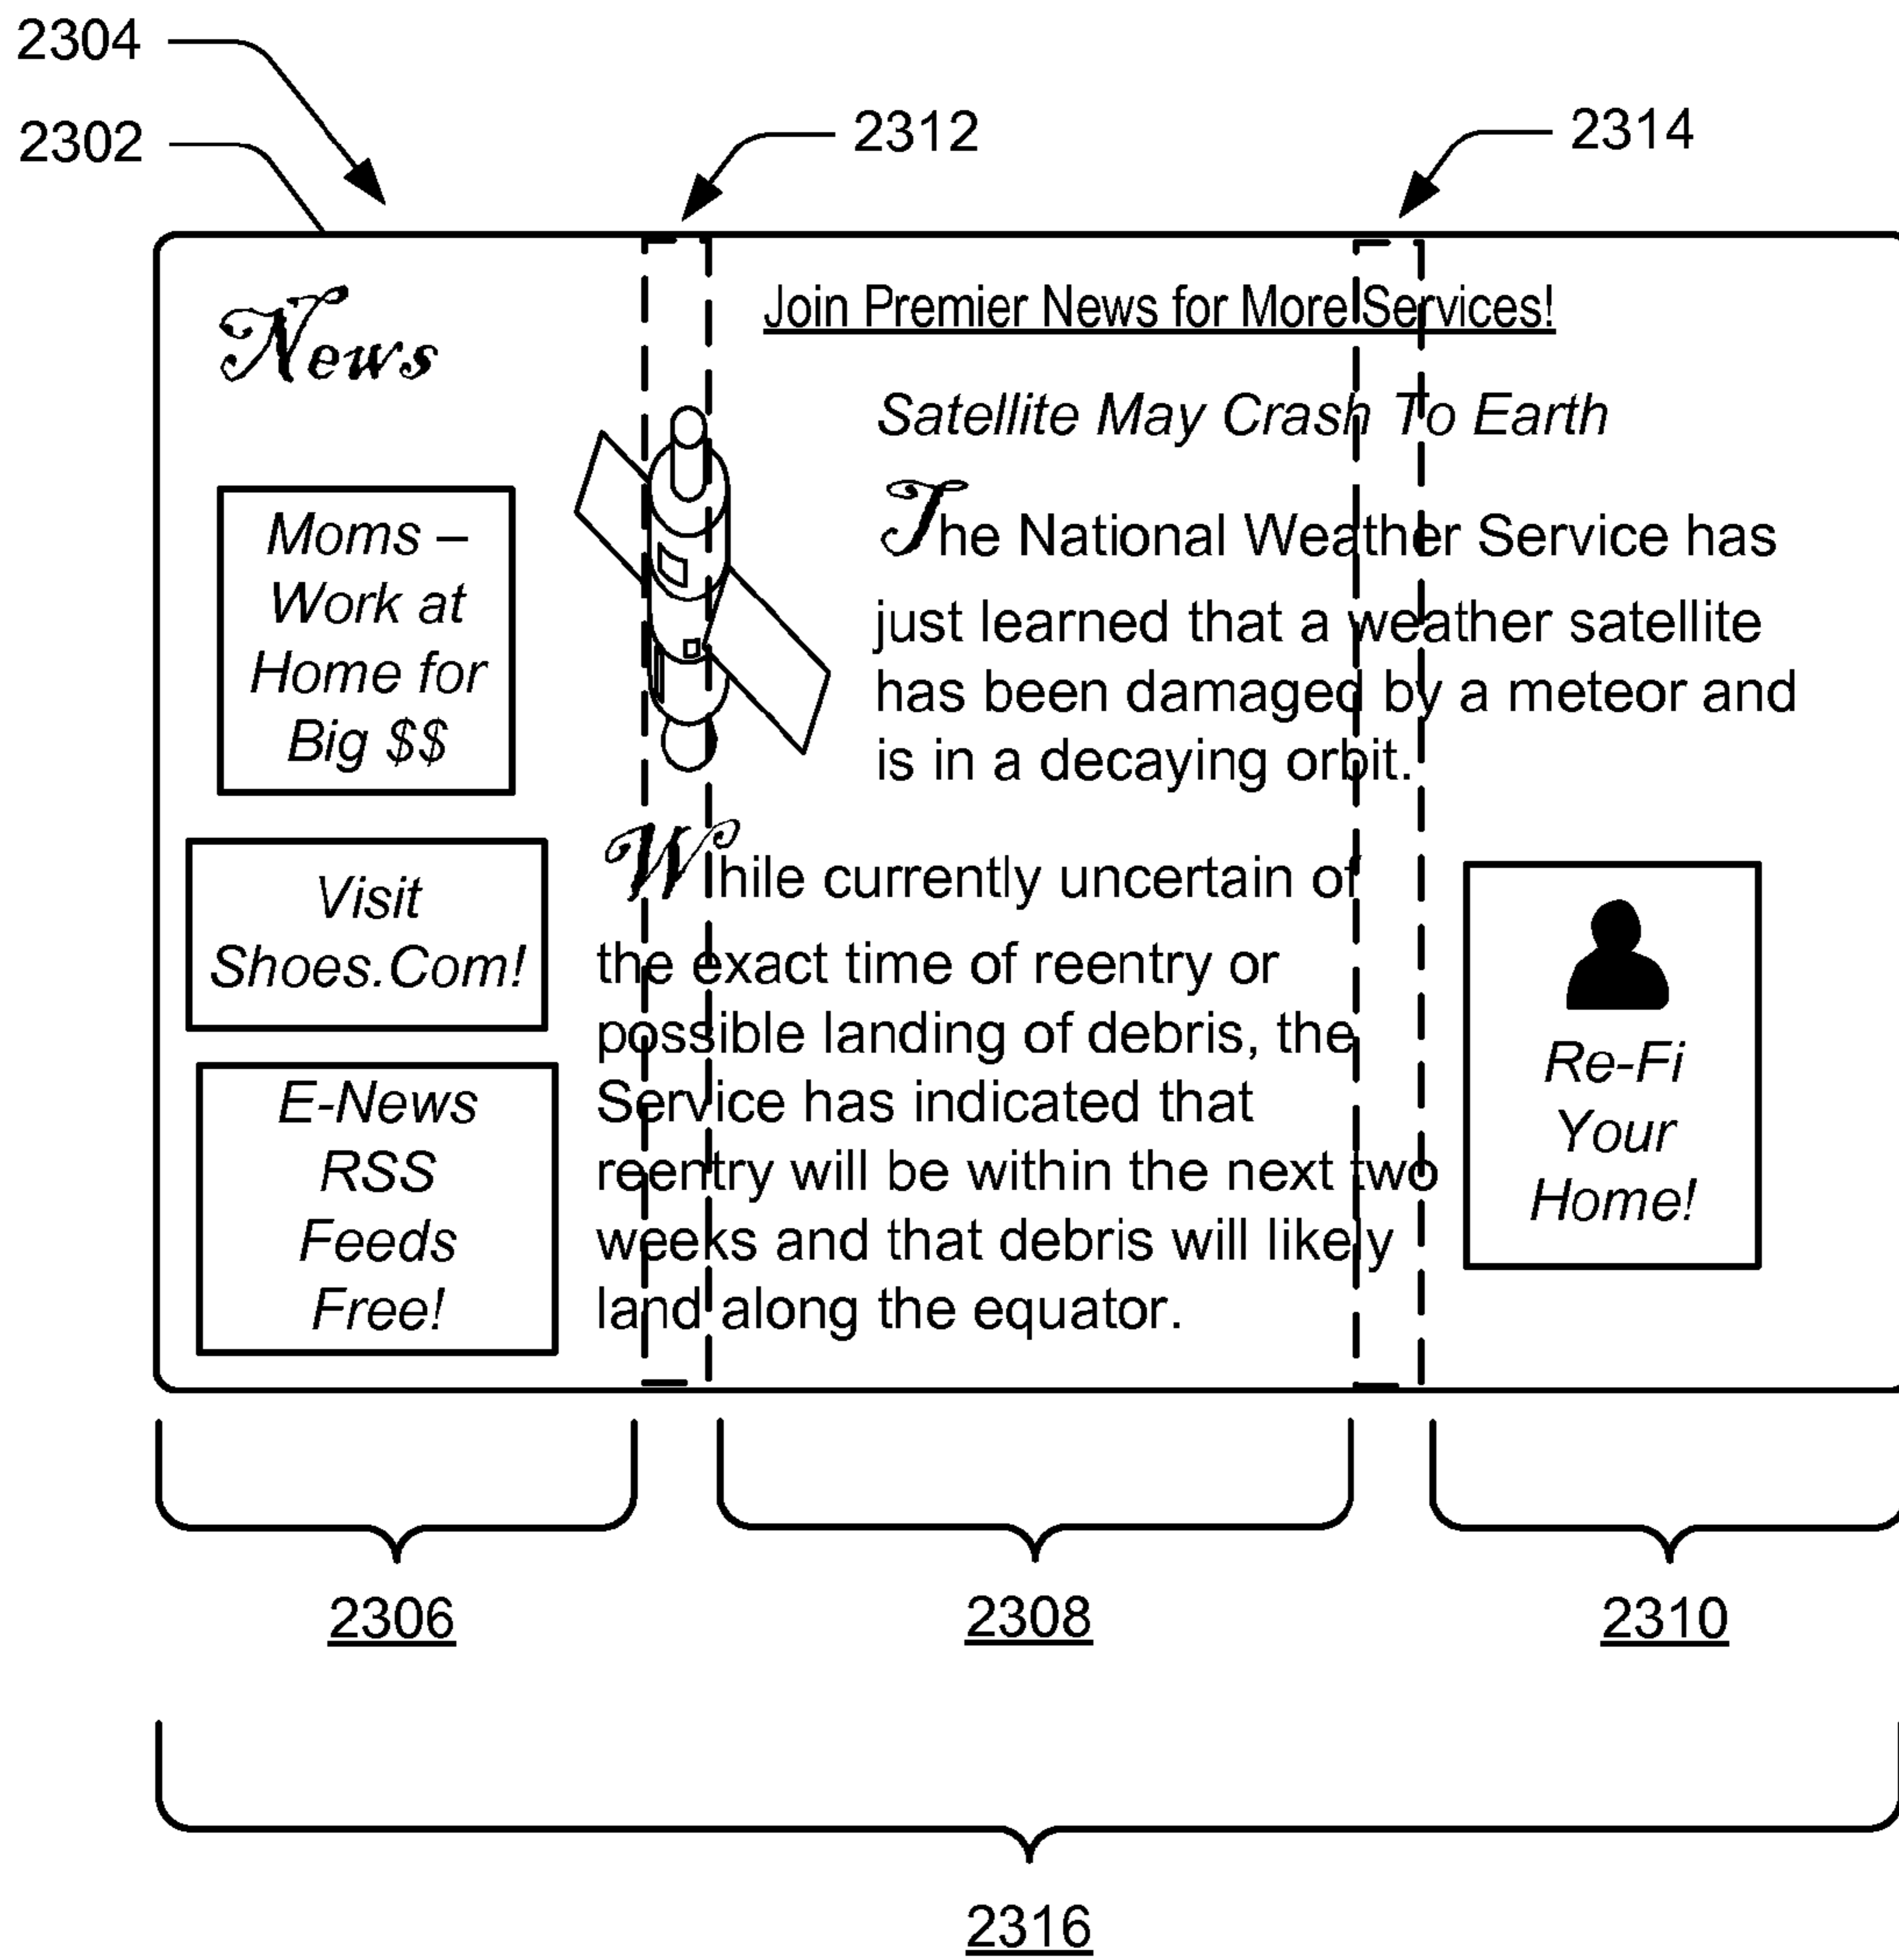 2304
2302
2312
2314
News
Join Premier News for More Services!
Moms –
Work at
Home for
Big $$
Visit
Shoes.Com!
E-News
RSS
Feeds
Free!
Satellite May Crash To Earth
The National Weather Service has
just learned that a weather satellite
has been damaged by a meteor and
is in a decaying orbit.
While currently uncertain of
the exact time of reentry or
possible landing of debris, the
Service has indicated that
reentry will be within the next two
weeks and that debris will likely
land along the equator.
Re-Fi
Your
Home!
2306
2308
2310
2316